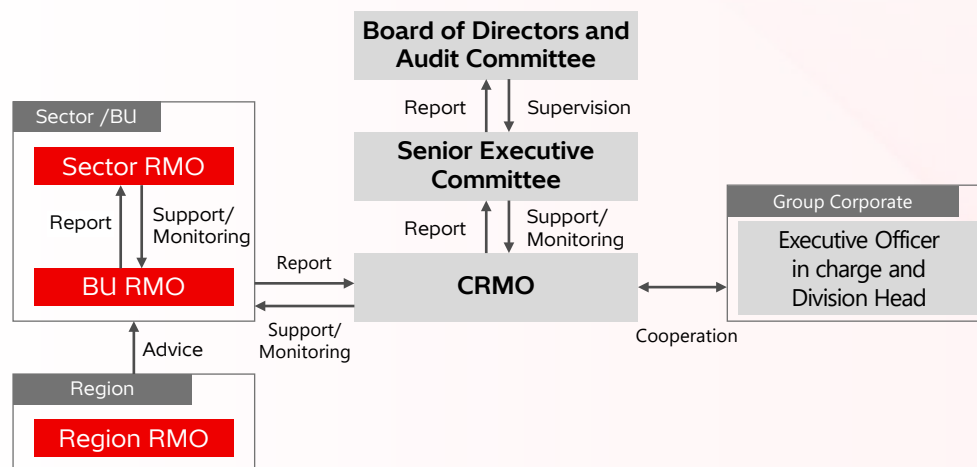 Board of Directors and
Audit Committee
Report
Supervision
Sector /BU
Sector RMO
Report
Support/
Monitoring
BU RMO
Senior Executive
Committee
Report
Support/
Monitoring
Report
Support/
Monitoring
CRMO
Cooperation
Group Corporate
Executive Officer
in charge and
Division Head
Advice
Region
Region RMO